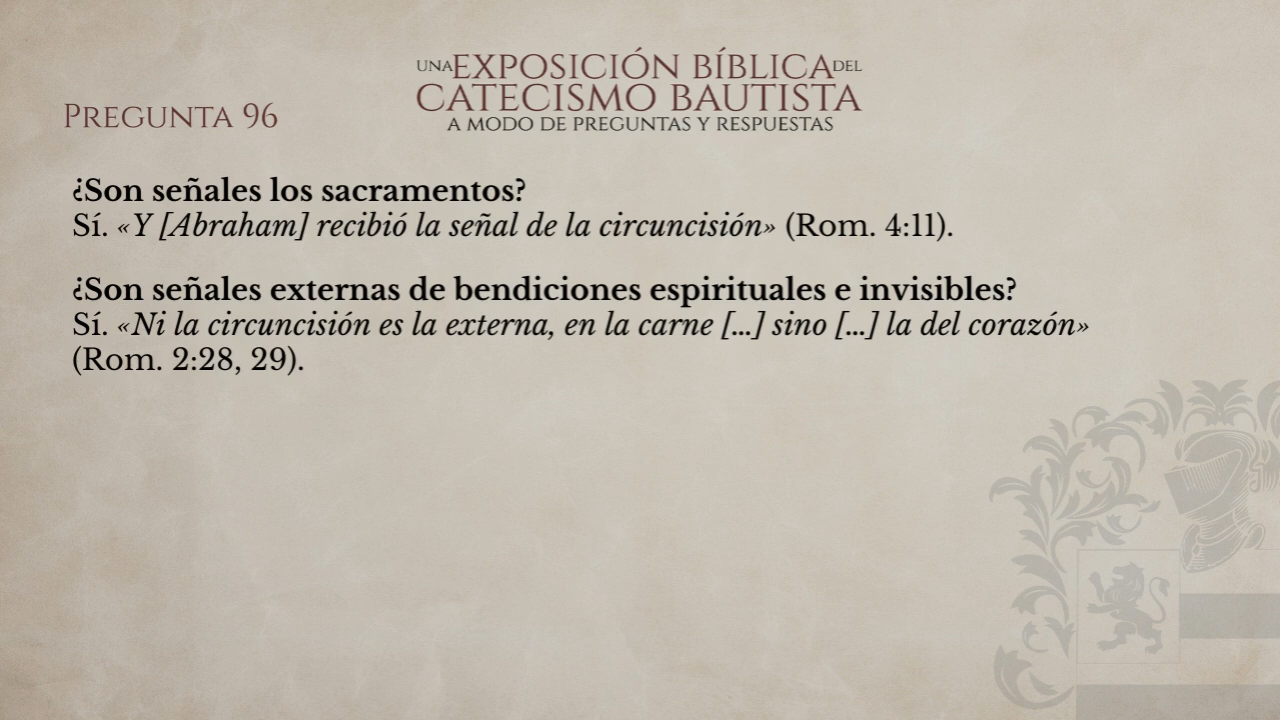 UNA EXPOSICIÓN BÍBLICA DEL
CATECISMO BAUTISTA
A MODO DE PREGUNTAS Y RESPUESTAS
PREGUNTA 96
¿Son señales los sacramentos?
Sí. «Y [Abraham] recibió la señal de la circuncisión» (Rom. 4:11).
¿Son señales externas de bendiciones espirituales e invisibles?
Sí. «Ni la circuncisión es la externa, en la carne [...] sino [...] la del corazón»
(Rom. 2:28, 29).